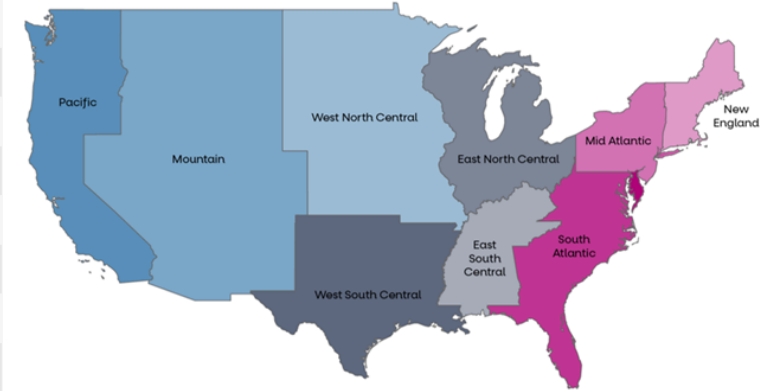 Pacific
Mountain
West North Central
East North Central
Mid Atlantic
New
England
East
South
Central
South
Atlantic
West South Central